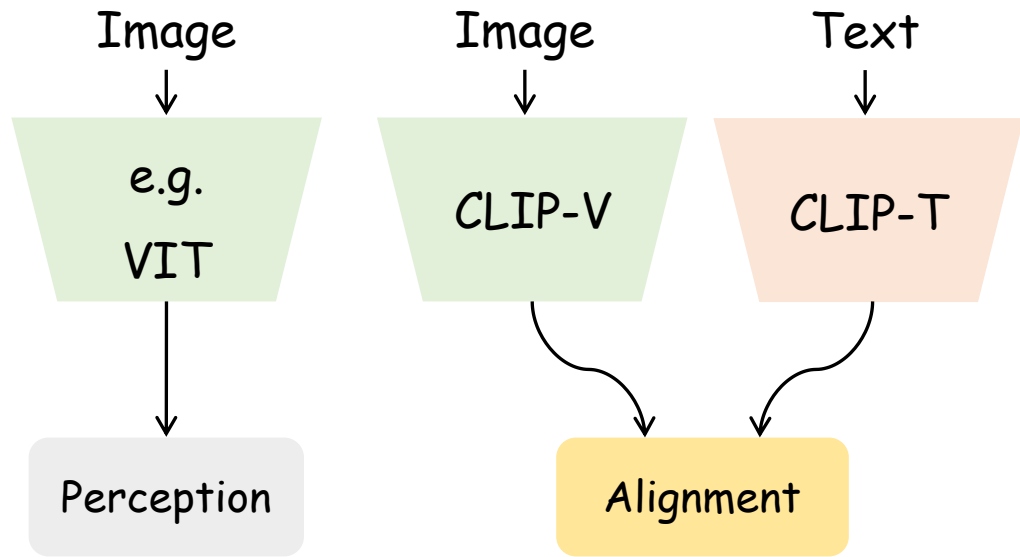 Image
e.g.
VIT
Perception
Image
Text
CLIP-V
CLIP-T
Alignment